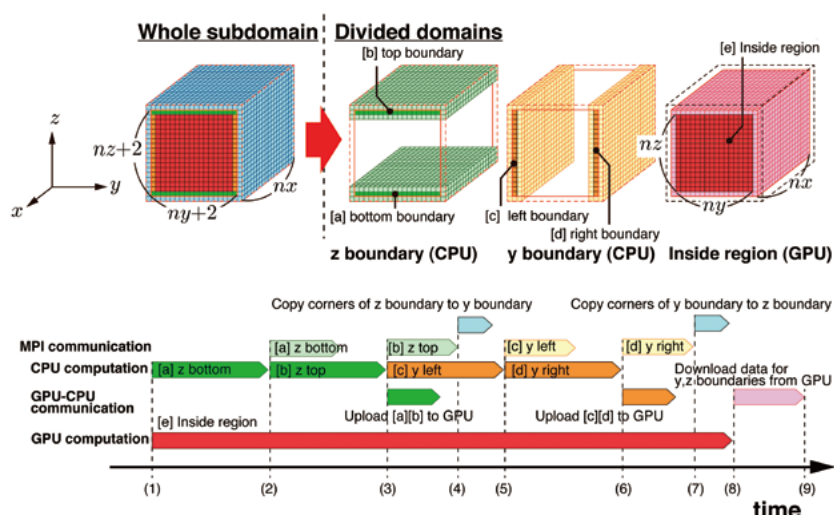 Whole subdomain
Divided domains
[b] top boundary
[e] Inside region
z
y
x
nz+2
ny+2
nx
[a] bottom boundary
[c] left boundary
[d] right boundary
nz
ny
nx
z boundary (CPU)
y boundary (CPU)
Inside region (GPU)
Copy corners of z boundary to y boundary
Copy corners of y boundary to z boundary
MPI communication
[a] z bottom
[b] z top
[c] y left
[d] y right
CPU computation
[a] z bottom
[b] z top
[c] y left
[d] y right
Download data for
y,z boundaries from GPU
GPU-CPU
communication
Upload [a][b] to GPU
Upload [c][d] to GPU
GPU computation
[e] Inside region
(1)
(2)
(3)
(4)
(5)
(6)
(7)
(8)
(9)
time